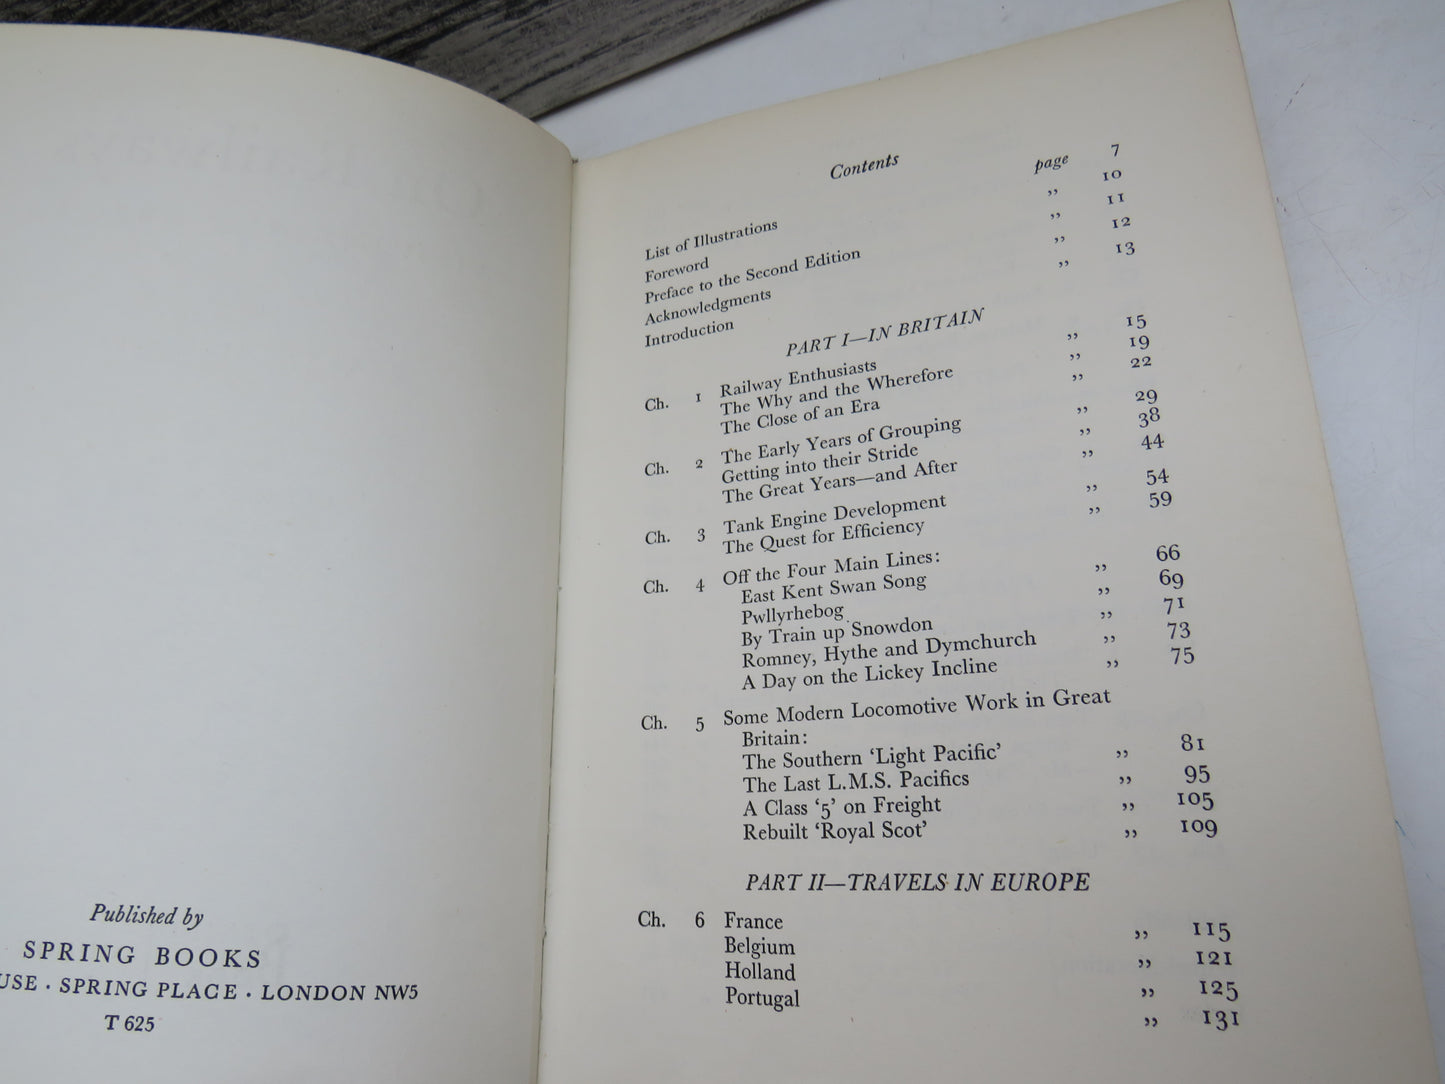 Published by
SPRING BOOKS
USE · SPRING PLACE · LONDON NW5
T 625
Contents
List of Illustrations page 7
Foreword ,, 10
Preface to the Second Edition ,, 11
Acknowledgments ,, 12
Introduction ,, 13
PART I—IN BRITAIN
Ch. 1 Railway Enthusiasts ,, 15
The Why and the Wherefore ,, 19
The Close of an Era ,, 22
Ch. 2 The Early Years of Grouping ,, 29
Getting into their Stride ,, 38
The Great Years—and After ,, 44
Ch. 3 Tank Engine Development ,, 54
The Quest for Efficiency ,, 59
Ch. 4 Off the Four Main Lines:
East Kent Swan Song ,, 66
Pwllyrhebog ,, 69
By Train up Snowdon ,, 71
Romney, Hythe and Dymchurch ,, 73
A Day on the Lickey Incline ,, 75
Ch. 5 Some Modern Locomotive Work in Great
Britain:
The Southern ‘Light Pacific’ ,, 81
The Last L.M.S. Pacifics ,, 95
A Class ‘5’ on Freight ,, 105
Rebuilt ‘Royal Scot’ ,, 109
PART II—TRAVELS IN EUROPE
Ch. 6 France ,, 115
Belgium ,, 121
Holland ,, 125
Portugal ,, 131